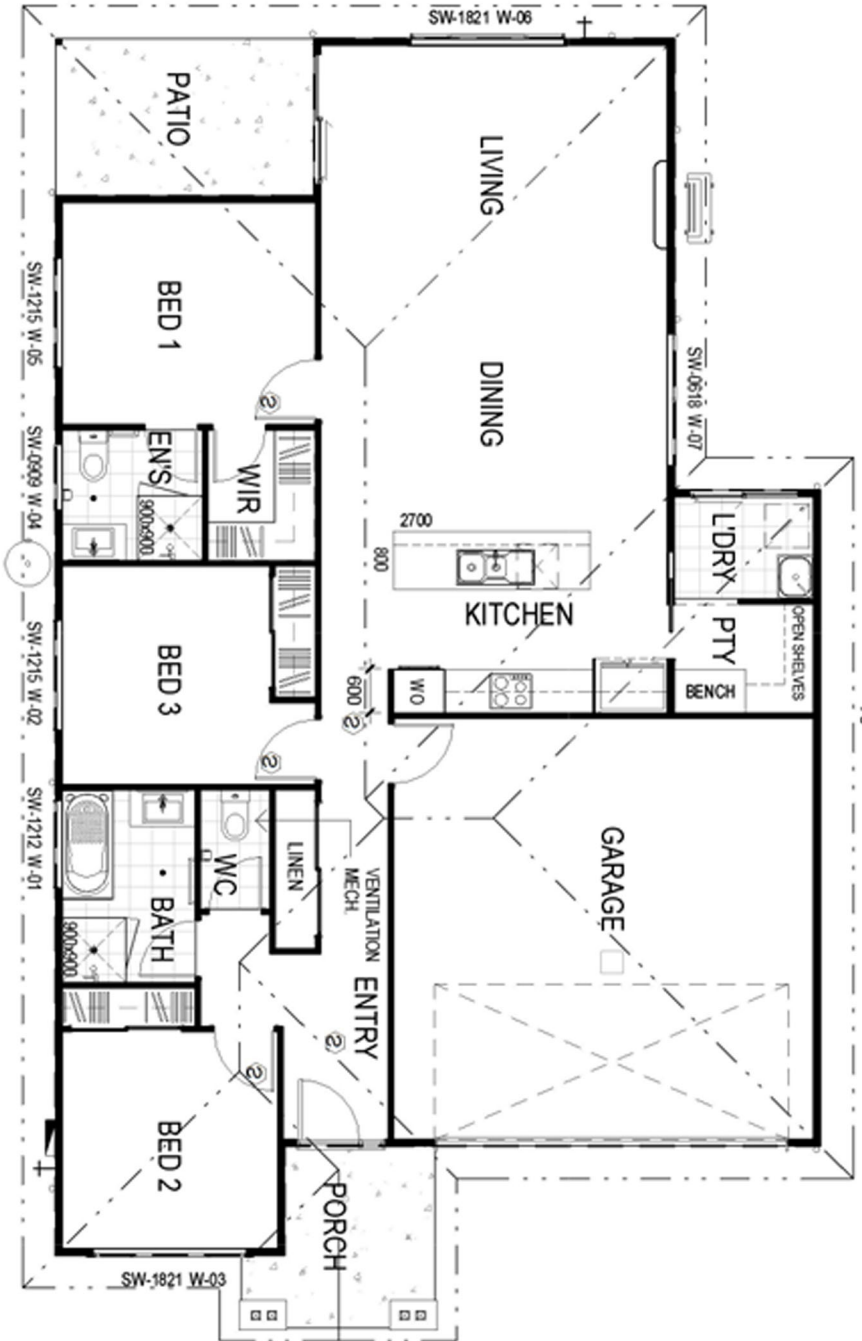 SW-1821 W-06
PATIO
LIVING
BED 1
SW-1215 W-05
DINING
SW-0618 W-07
EN'S
WIR
900x900
SW-0909 W-04
2700
800
L'DRY
KITCHEN
PTY
OPEN SHELVES
BED 3
SW-1215 W-02
WO
600
BENCH
GARAGE
SW-1212 W-01
WC
LINEN
MECH.
VENTILATION
BATH
900x900
ENTRY
BED 2
PORCH
SW-1821 W-03
S
S
S
S
S